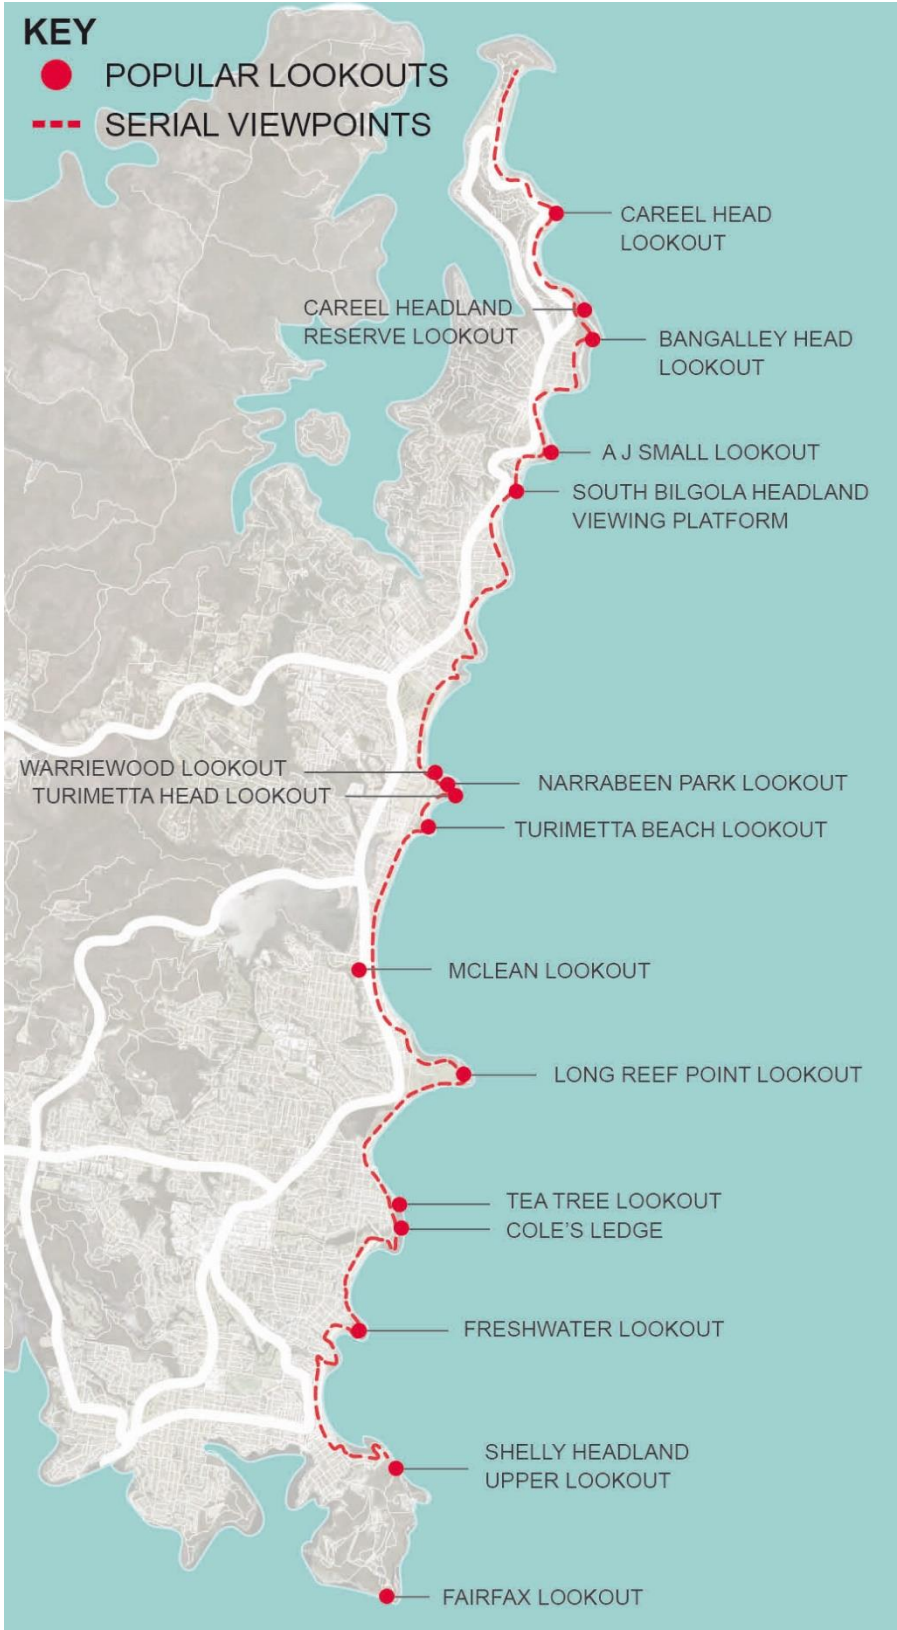 KEY
POPULAR LOOKOUTS
SERIAL VIEWPOINTS
CAREEL HEAD
LOOKOUT
CAREEL HEADLAND
RESERVE LOOKOUT
BANGALLEY HEAD
LOOKOUT
A J SMALL LOOKOUT
SOUTH BILGOLA HEADLAND
VIEWING PLATFORM
WARRIEWOOD LOOKOUT
NARRABEEN PARK LOOKOUT
TURIMETTA HEAD LOOKOUT
TURIMETTA BEACH LOOKOUT
MCLEAN LOOKOUT
LONG REEF POINT LOOKOUT
TEA TREE LOOKOUT
COLE'S LEDGE
FRESHWATER LOOKOUT
SHELLY HEADLAND
UPPER LOOKOUT
FAIRFAX LOOKOUT